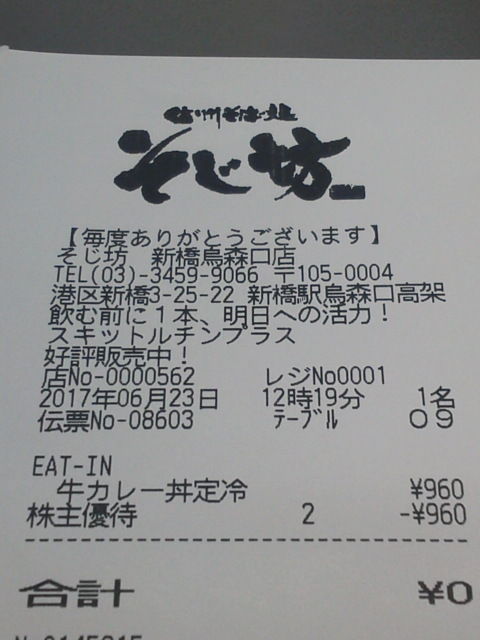 信州そば処
そじ坊
【毎度ありがとうございます】
そじ坊 新橋烏森口店
TEL(03)-3459-9066 〒105-0004
港区新橋3-25-22 新橋駅烏森口高架
飲む前に１本、明日への活力！
スキットルチンプラス
好評販売中！
店No-0000562 レジNo0001
2017年06月23日 12時19分 1名
伝票No-08603 ﾃｰﾌﾞﾙ ０９
EAT-IN
牛カレー丼定冷 ¥960
株主優待 2 -¥960
合計 ¥0